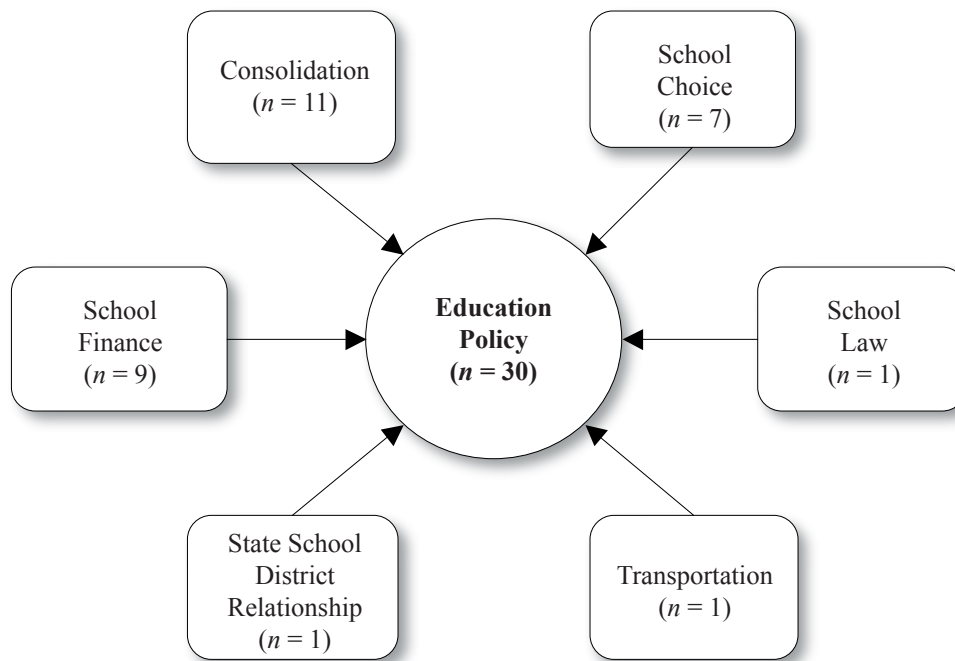 Consolidation
(n = 11)
School
Choice
(n = 7)
School
Finance
(n = 9)
Education
Policy
(n = 30)
School
Law
(n = 1)
State School
District
Relationship
(n = 1)
Transportation
(n = 1)